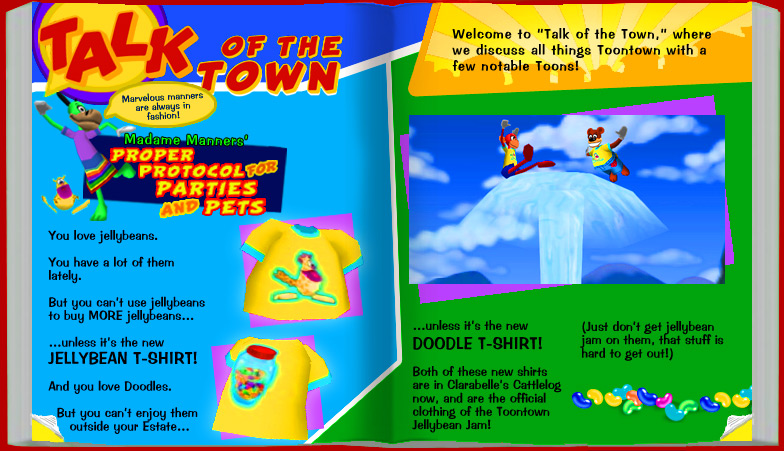 TALK OF THE TOWN
Marvelous manners
are always in
fashion!
Madame Manners'
PROPER
PROTOCOL FOR
PARTIES
AND PETS
You love jellybeans.
You have a lot of them
lately.
But you can't use jellybeans
to buy MORE jellybeans...
...unless it's the new
JELLYBEAN T-SHIRT!
And you love Doodles.
But you can't enjoy them
outside your Estate...
Welcome to "Talk of the Town," where
we discuss all things Toontown with a
few notable Toons!
...unless it's the new
DOODLE T-SHIRT!
Both of these new shirts
are in Clarabelle's Cattlelog
now, and are the official
clothing of the Toontown
Jellybean Jam!
(Just don't get jellybean
jam on them, that stuff is
hard to get out!)